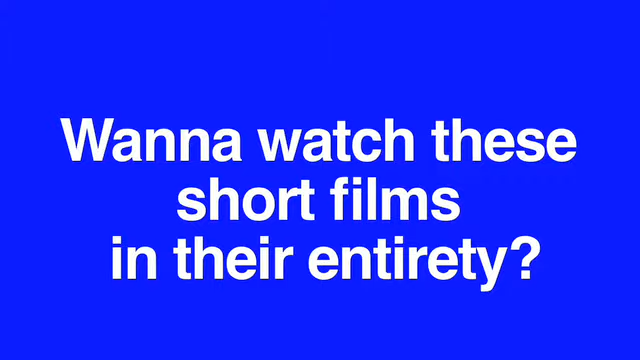 Wanna watch these
short films
in their entirety?